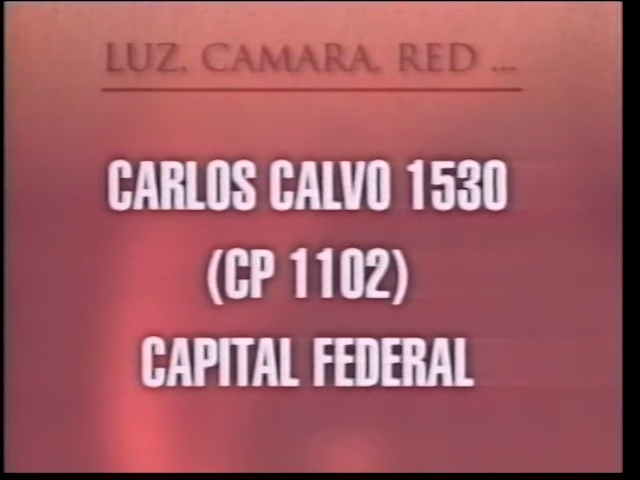 LUZ, CAMARA, RED ...
CARLOS CALVO 1530
(CP 1102)
CAPITAL FEDERAL